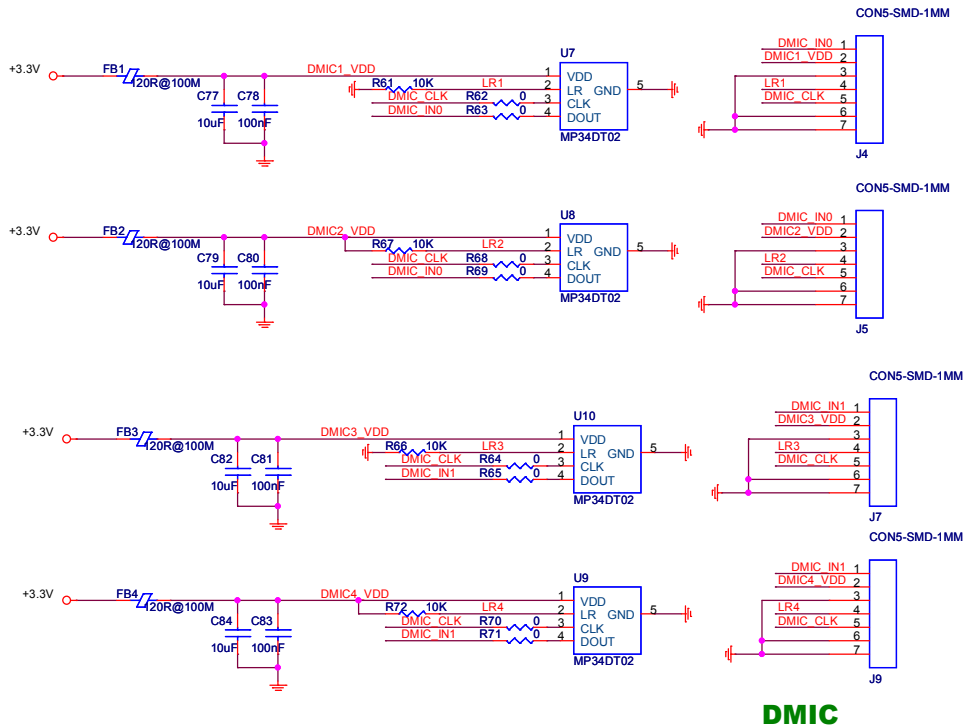 CON5-SMD-1MM
+3.3V
FB1
120R@100M
C77
C78
10uF
100nF
DMIC1_VDD
R61
10K
LR1
DMIC_CLK
R62
0
DMIC_IN0
R63
0
U7
1
2
3
4
VDD
LR GND
CLK
DOUT
5
MP34DT02
DMIC_IN0 1
DMIC1_VDD 2
3
LR1 4
DMIC_CLK 5
6
7
J4
CON5-SMD-1MM
+3.3V
FB2
120R@100M
C79
C80
10uF
100nF
DMIC2_VDD
R67
10K
LR2
DMIC_CLK
R68
0
DMIC_IN0
R69
0
U8
1
2
3
4
VDD
LR GND
CLK
DOUT
5
MP34DT02
DMIC_IN0 1
DMIC2_VDD 2
3
LR2 4
DMIC_CLK 5
6
7
J5
CON5-SMD-1MM
+3.3V
FB3
120R@100M
C82
C81
10uF
100nF
DMIC3_VDD
R66
10K
LR3
DMIC_CLK
R64
0
DMIC_IN1
R65
0
U10
1
2
3
4
VDD
LR GND
CLK
DOUT
5
MP34DT02
DMIC_IN1 1
DMIC3_VDD 2
3
LR3 4
DMIC_CLK 5
6
7
J7
CON5-SMD-1MM
+3.3V
FB4
120R@100M
C84
C83
10uF
100nF
DMIC4_VDD
R72
10K
LR4
DMIC_CLK
R70
0
DMIC_IN1
R71
0
U9
1
2
3
4
VDD
LR GND
CLK
DOUT
5
MP34DT02
DMIC_IN1 1
DMIC4_VDD 2
3
LR4 4
DMIC_CLK 5
6
7
J9
DMIC